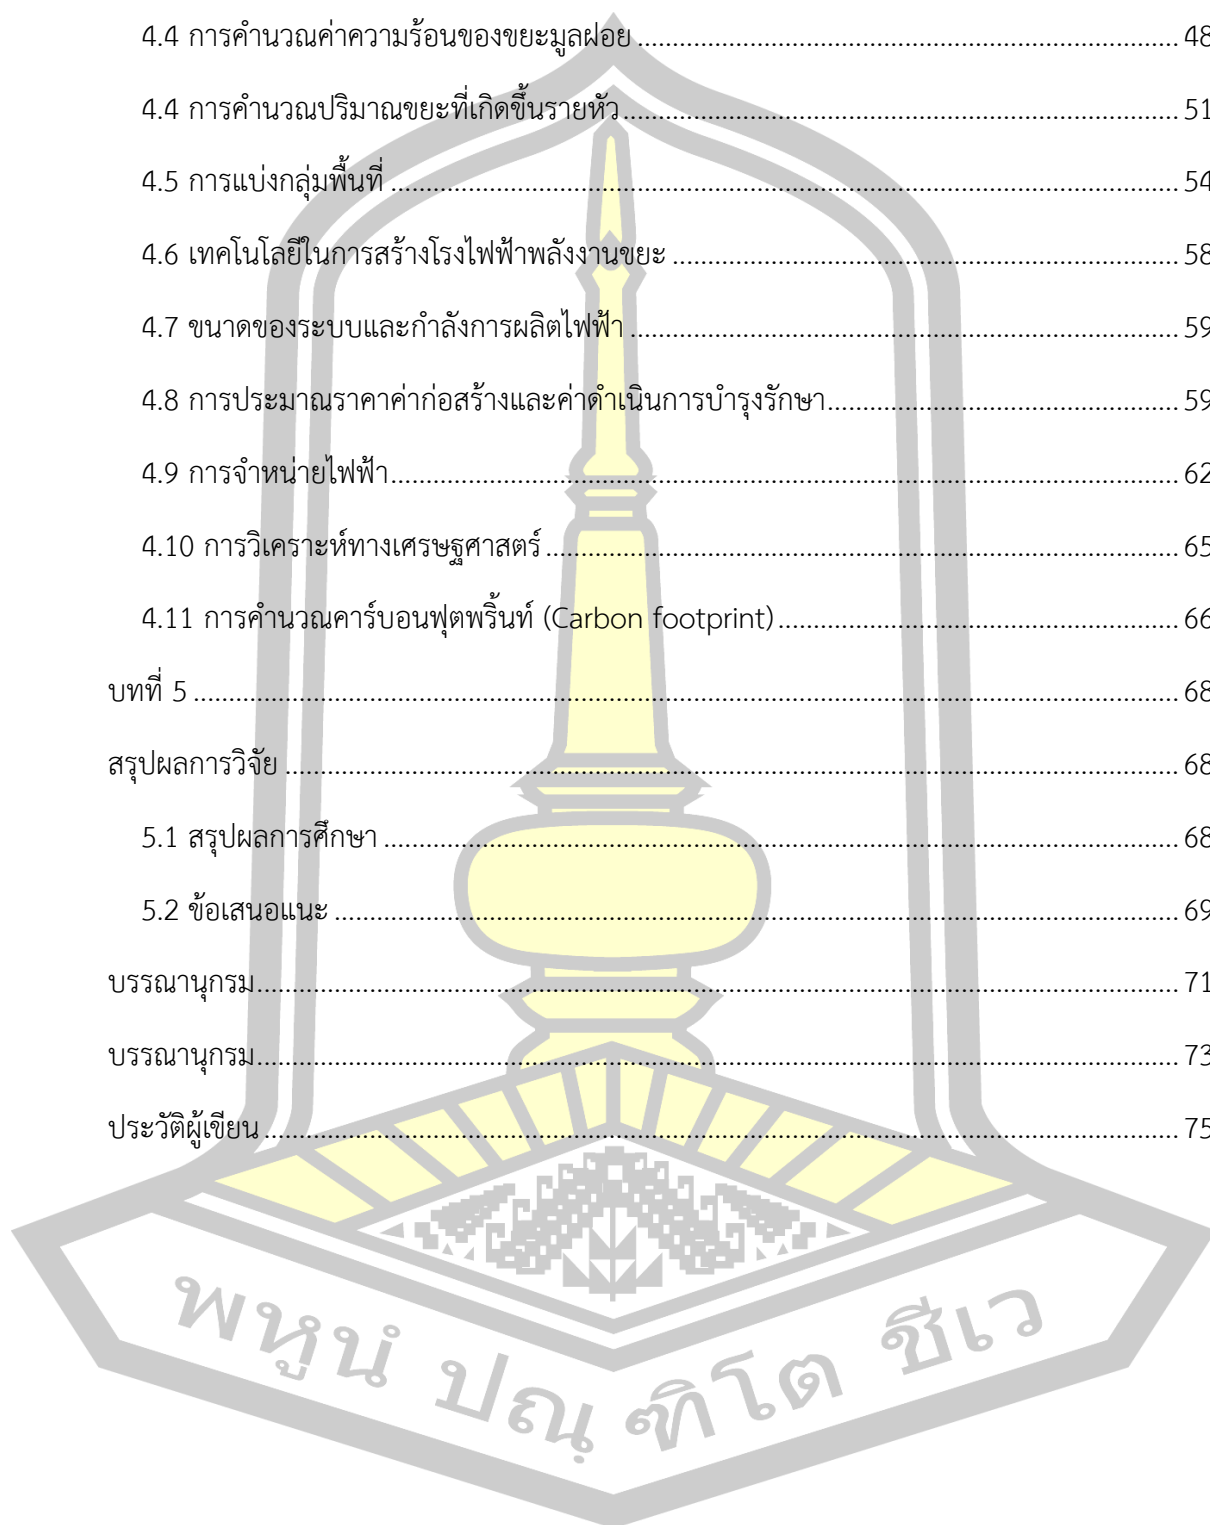 4.4 การคำนวณค่าความร้อนของขยะมูลฝอย ........................................ 48
4.4 การคำนวณปริมาณขยะที่เกิดขึ้นรายหัว ........................................ 51
4.5 การแบ่งกลุ่มพื้นที่ ........................................ 54
4.6 เทคโนโลยีในการสร้างโรงไฟฟ้าพลังงานขยะ ........................................ 58
4.7 ขนาดของระบบและกำลังการผลิตไฟฟ้า ........................................ 59
4.8 การประมาณราคาค่าก่อสร้างและค่าดำเนินการบำรุงรักษา ........................................ 59
4.9 การจำหน่ายไฟฟ้า ........................................ 62
4.10 การวิเคราะห์ทางเศรษฐศาสตร์ ........................................ 65
4.11 การคำนวณคาร์บอนฟุตพริ้นท์ (Carbon footprint) ........................................ 66
บทที่ 5 ........................................ 68
สรุปผลการวิจัย ........................................ 68
5.1 สรุปผลการศึกษา ........................................ 68
5.2 ข้อเสนอแนะ ........................................ 69
บรรณานุกรม ........................................ 71
บรรณานุกรม ........................................ 73
ประวัติผู้เขียน ........................................ 75
พหูนํ ปณฺ ฑิโต ชีเว